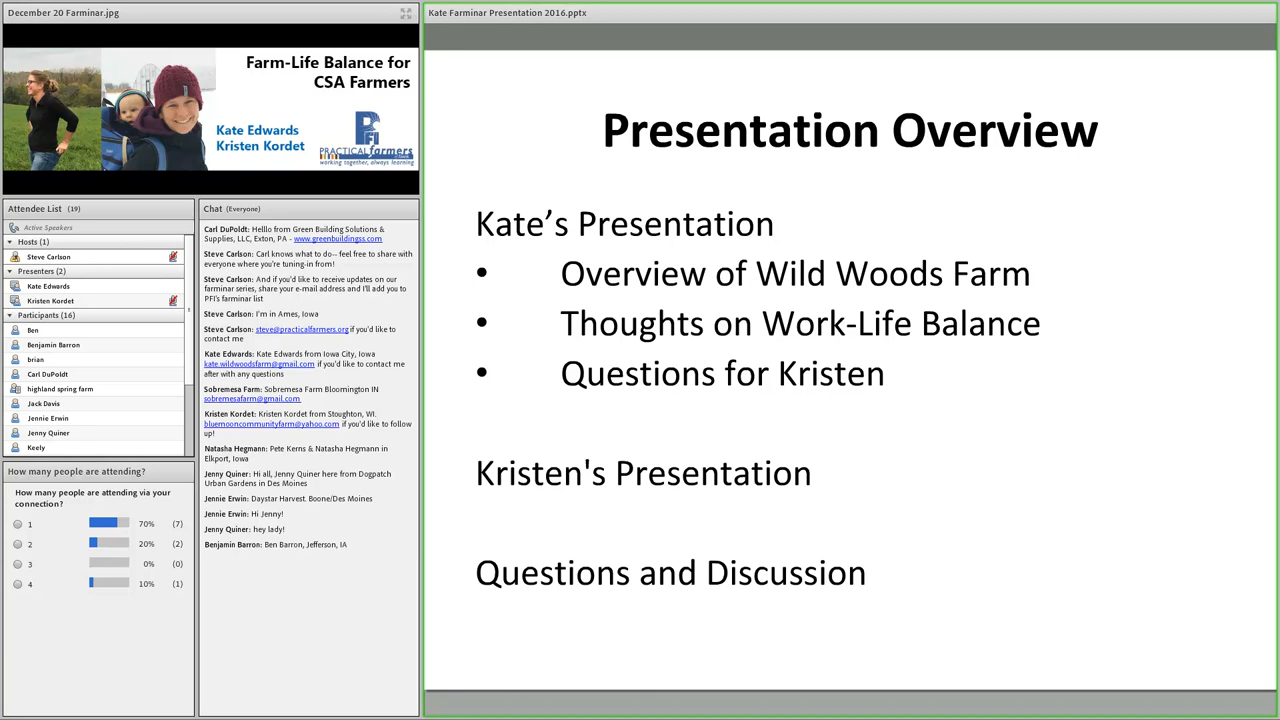 December 20 Farminar.jpg
Farm-Life Balance for
CSA Farmers
Kate Edwards
Kristen Kordet
PFI
PRACTICAL farmers
working together, always learning
Attendee List (19)
Active Speakers
Hosts (1)
Steve Carlson
Presenters (2)
Kate Edwards
Kristen Kordet
Participants (16)
Ben
Benjamin Barron
brian
Carl DuPoldt
highland spring farm
Jack Davis
Jennie Erwin
Jenny Quiner
Keely
How many people are attending?
How many people are attending via your
connection?
1 70% (7)
2 20% (2)
3 0% (0)
4 10% (1)
Chat (Everyone)
Carl DuPoldt: Helllo from Green Building Solutions &
Supplies, LLC, Exton, PA - www.greenbuildingss.com
Steve Carlson: Carl knows what to do-- feel free to share with
everyone where you're tuning-in from!
Steve Carlson: And if you'd like to receive updates on our
farminar series, share your e-mail address and I'll add you to
PFI's farminar list
Steve Carlson: I'm in Ames, Iowa
Steve Carlson: steve@practicalfarmers.org if you'd like to
contact me
Kate Edwards: Kate Edwards from Iowa City, Iowa
kate.wildwoodsfarm@gmail.com if you'd like to contact me
after with any questions
Sobremesa Farm: Sobremesa Farm Bloomington IN
sobremesafarm@gmail.com
Kristen Kordet: Kristen Kordet from Stoughton, WI.
bluemooncommunityfarm@yahoo.com if you'd like to follow
up!
Natasha Hegmann: Pete Kerns & Natasha Hegmann in
Elkport, Iowa
Jenny Quiner: Hi all, Jenny Quiner here from Dogpatch
Urban Gardens in Des Moines
Jennie Erwin: Daystar Harvest. Boone/Des Moines
Jennie Erwin: Hi Jenny!
Jenny Quiner: hey lady!
Benjamin Barron: Ben Barron, Jefferson, IA
Kate Farminar Presentation 2016.pptx
Presentation Overview
Kate’s Presentation
• Overview of Wild Woods Farm
• Thoughts on Work-Life Balance
• Questions for Kristen
Kristen's Presentation
Questions and Discussion